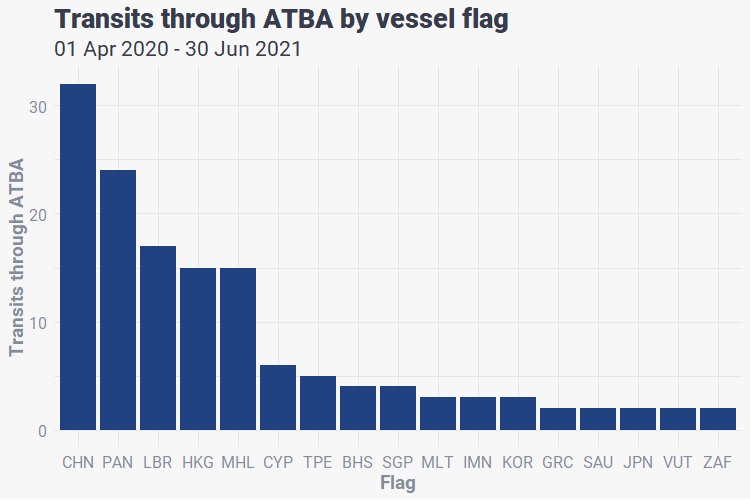 Transits through ATBA by vessel flag
01 Apr 2020 - 30 Jun 2021
Transits through ATBA
30
20
10
0
CHN PAN LBR HKG MHL CYP TPE BHS SGP MLT IMN KOR GRC SAU JPN VUT ZAF
Flag